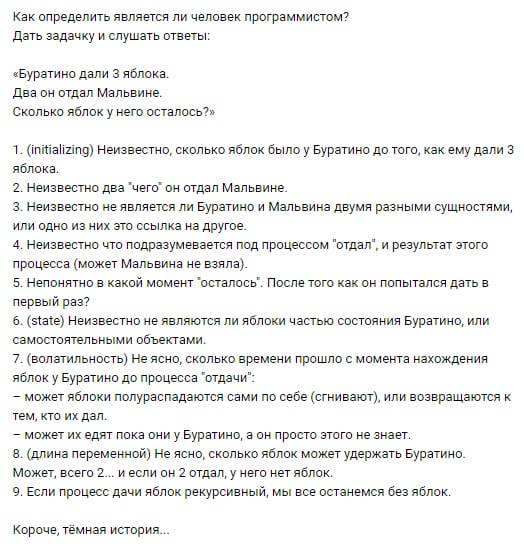 Как определить является ли человек программистом?
Дать задачку и слушать ответы:
«Буратино дали 3 яблока.
Два он отдал Мальвине.
Сколько яблок у него осталось?»
1. (initializing) Неизвестно, сколько яблок было у Буратино до того, как ему дали 3
яблока.
2. Неизвестно два "чего" он отдал Мальвине.
3. Неизвестно не является ли Буратино и Мальвина двумя разными сущностями,
или одно из них это ссылка на другое.
4. Неизвестно что подразумевается под процессом "отдал", и результат этого
процесса (может Мальвина не взяла).
5. Непонятно в какой момент "осталось". После того как он попытался дать в
первый раз?
6. (state) Неизвестно не являются ли яблоки частью состояния Буратино, или
самостоятельными объектами.
7. (волатильность) Не ясно, сколько времени прошло с момента нахождения
яблок у Буратино до процесса "отдачи":
– может яблоки полураспадаются сами по себе (сгнивают), или возвращаются к
тем, кто их дал.
– может их едят пока они у Буратино, а он просто этого не знает.
8. (длина переменной) Не ясно, сколько яблок может удержать Буратино.
Может, всего 2... и если он 2 отдал, у него нет яблок.
9. Если процесс дачи яблок рекурсивный, мы все останемся без яблок.
Короче, тёмная история...